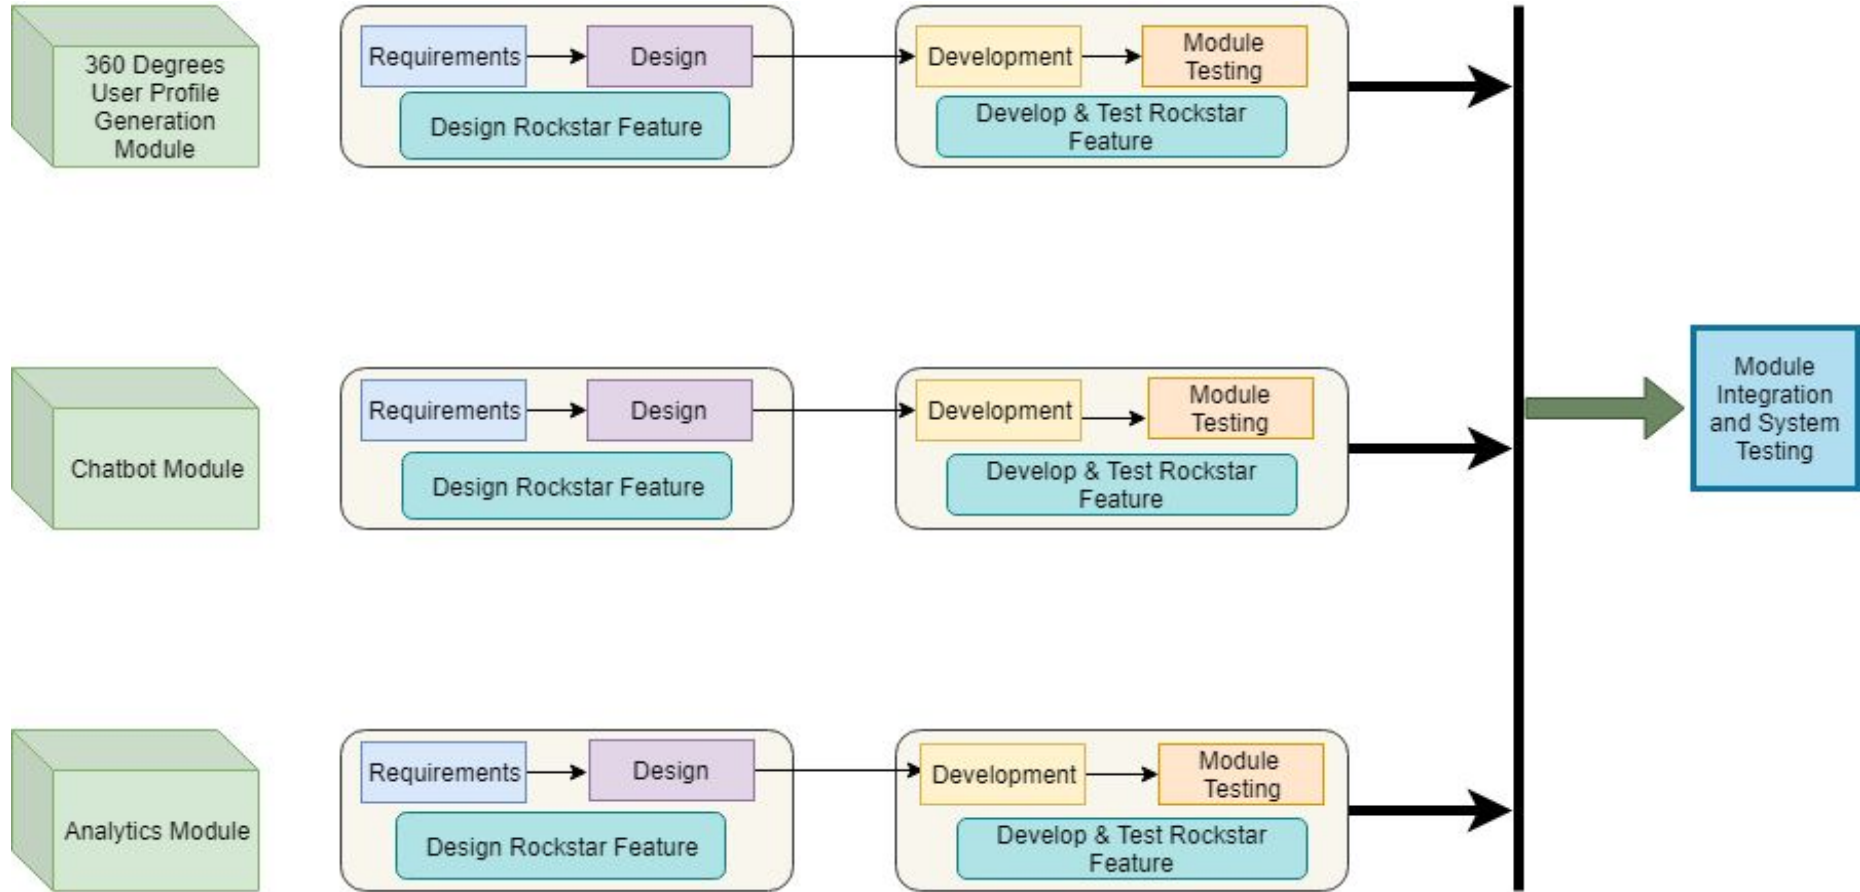 360 Degrees
User Profile
Generation
Module
Requirements
Design
Design Rockstar Feature
Development
Module
Testing
Develop & Test Rockstar
Feature
Chatbot Module
Requirements
Design
Design Rockstar Feature
Development
Module
Testing
Develop & Test Rockstar
Feature
Module
Integration
and System
Testing
Analytics Module
Requirements
Design
Design Rockstar Feature
Development
Module
Testing
Develop & Test Rockstar
Feature